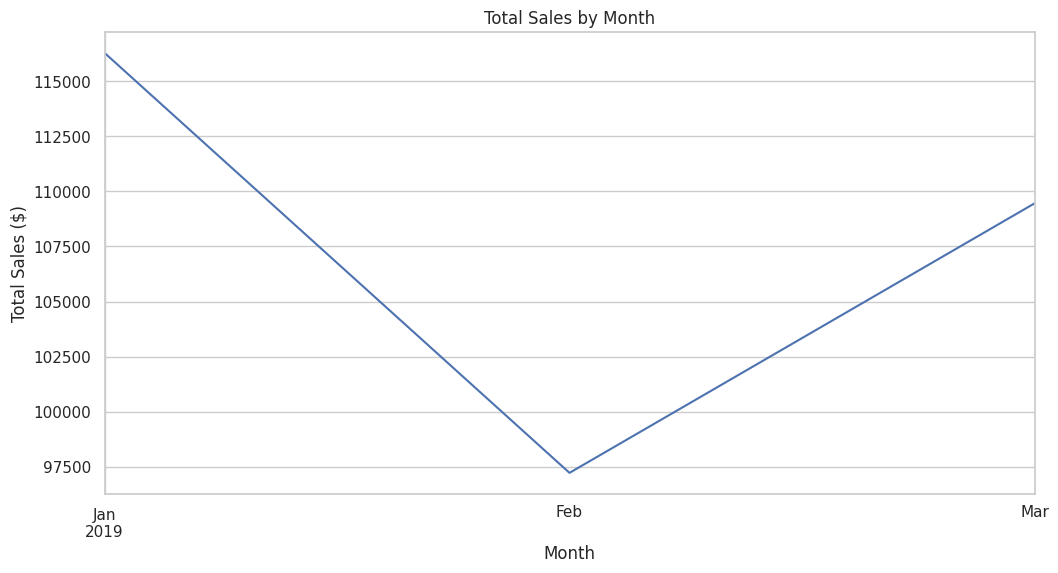 Total Sales by Month
Total Sales ($)
115000
112500
110000
107500
105000
102500
100000
97500
Jan
2019
Feb
Mar
Month